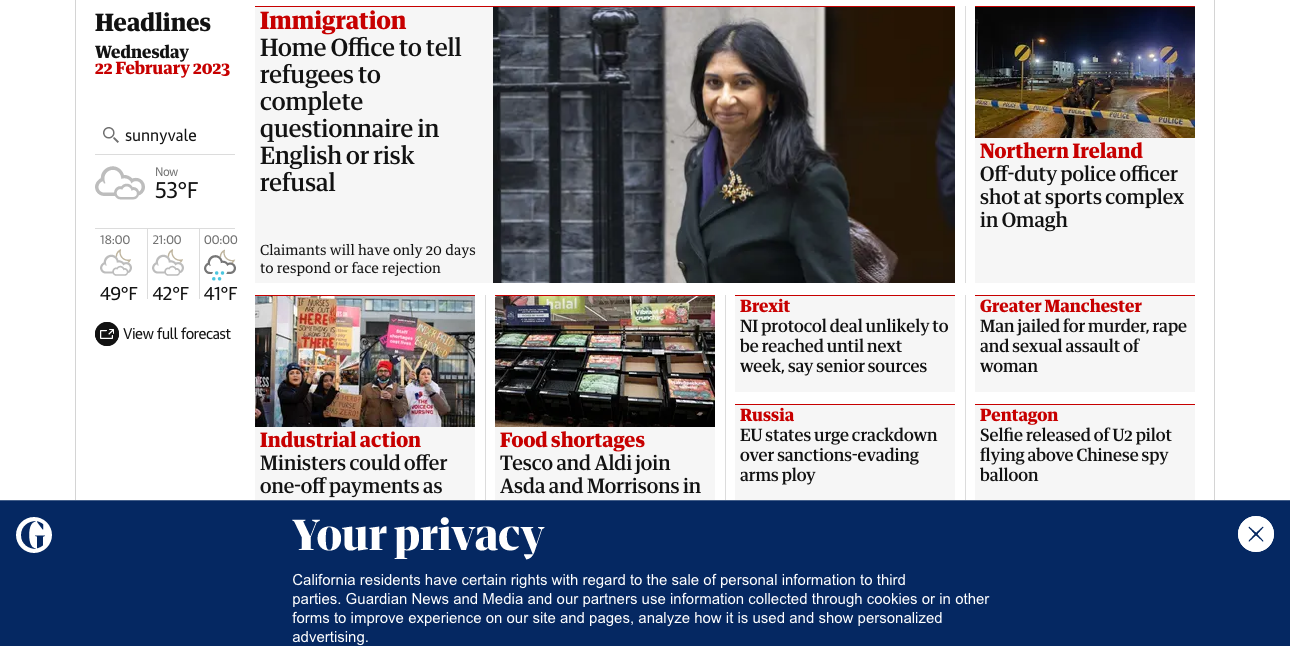 Headlines
Wednesday
22 February 2023
sunnyvale
Now
53°F
18:00
21:00
00:00
49°F
42°F
41°F
View full forecast
Immigration
Home Office to tell
refugees to
complete
questionnaire in
English or risk
refusal
Claimants will have only 20 days
to respond or face rejection
POLICE
POLICE
Northern Ireland
Off-duty police officer
shot at sports complex
in Omagh
IF NURSES
ARE OUT
HERE
SOMETHING IS
THERE
THE VOICE OF
NURSING
Industrial action
Ministers could offer
one-off payments as
halal
Food shortages
Tesco and Aldi join
Asda and Morrisons in
Brexit
NI protocol deal unlikely to
be reached until next
week, say senior sources
Russia
EU states urge crackdown
over sanctions-evading
arms ploy
Greater Manchester
Man jailed for murder, rape
and sexual assault of
woman
Pentagon
Selfie released of U2 pilot
flying above Chinese spy
balloon
G
Your privacy
California residents have certain rights with regard to the sale of personal information to third
parties. Guardian News and Media and our partners use information collected through cookies or in other
forms to improve experience on our site and pages, analyze how it is used and show personalized
advertising.